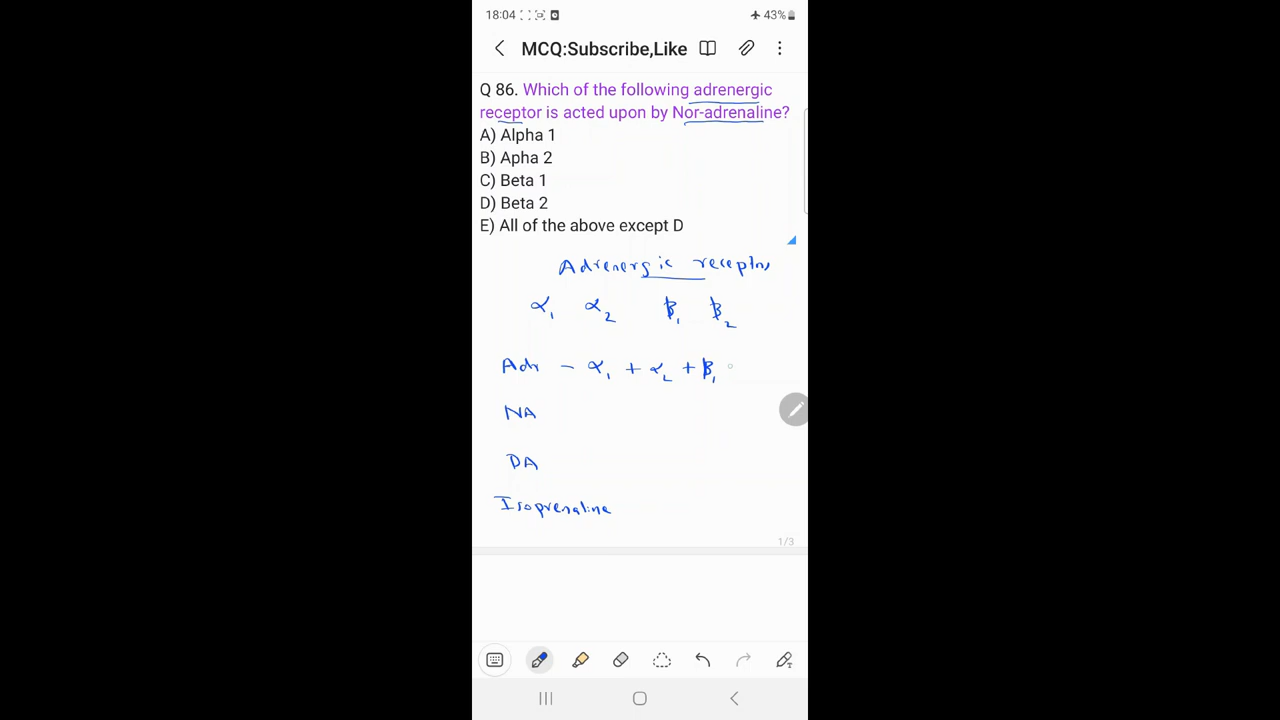 18:04 43%
MCQ:Subscribe,Like
Q 86. Which of the following adrenergic
receptor is acted upon by Nor-adrenaline?
A) Alpha 1
B) Apha 2
C) Beta 1
D) Beta 2
E) All of the above except D
Adrenergic receptors
α₁ α₂ β₁ β₂
Adr - α₁ + α₂ + β₁
NA
DA
Isoprenaline
1/3